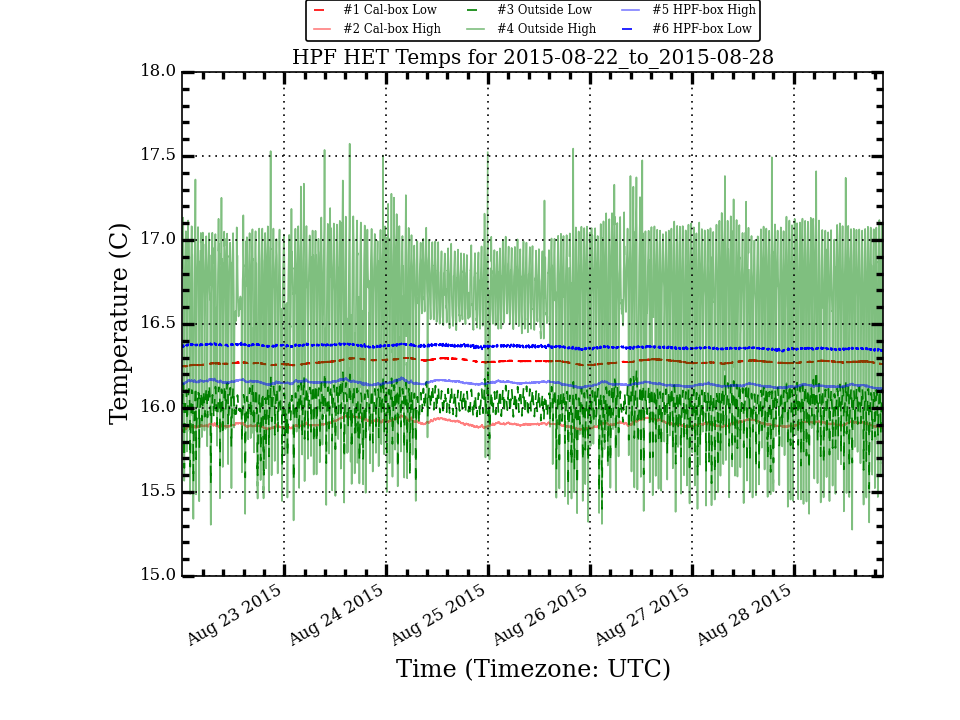 #1 Cal-box Low #3 Outside Low #5 HPF-box High
#2 Cal-box High #4 Outside High #6 HPF-box Low
HPF HET Temps for 2015-08-22_to_2015-08-28
18.0
17.5
17.0
16.5
16.0
15.5
15.0
Temperature (C)
Aug 23 2015 Aug 24 2015 Aug 25 2015 Aug 26 2015 Aug 27 2015 Aug 28 2015
Time (Timezone: UTC)